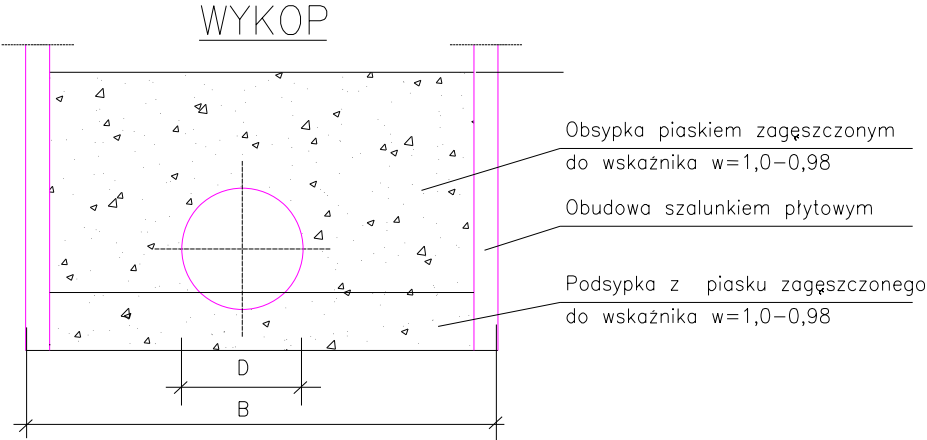 WYKOP
Obsypka piaskiem zagęszczonym
do wskaźnika w=1,0-0,98
Obudowa szalunkiem płytowym
Podsypka z piasku zagęszczonego
do wskaźnika w=1,0-0,98
D
B